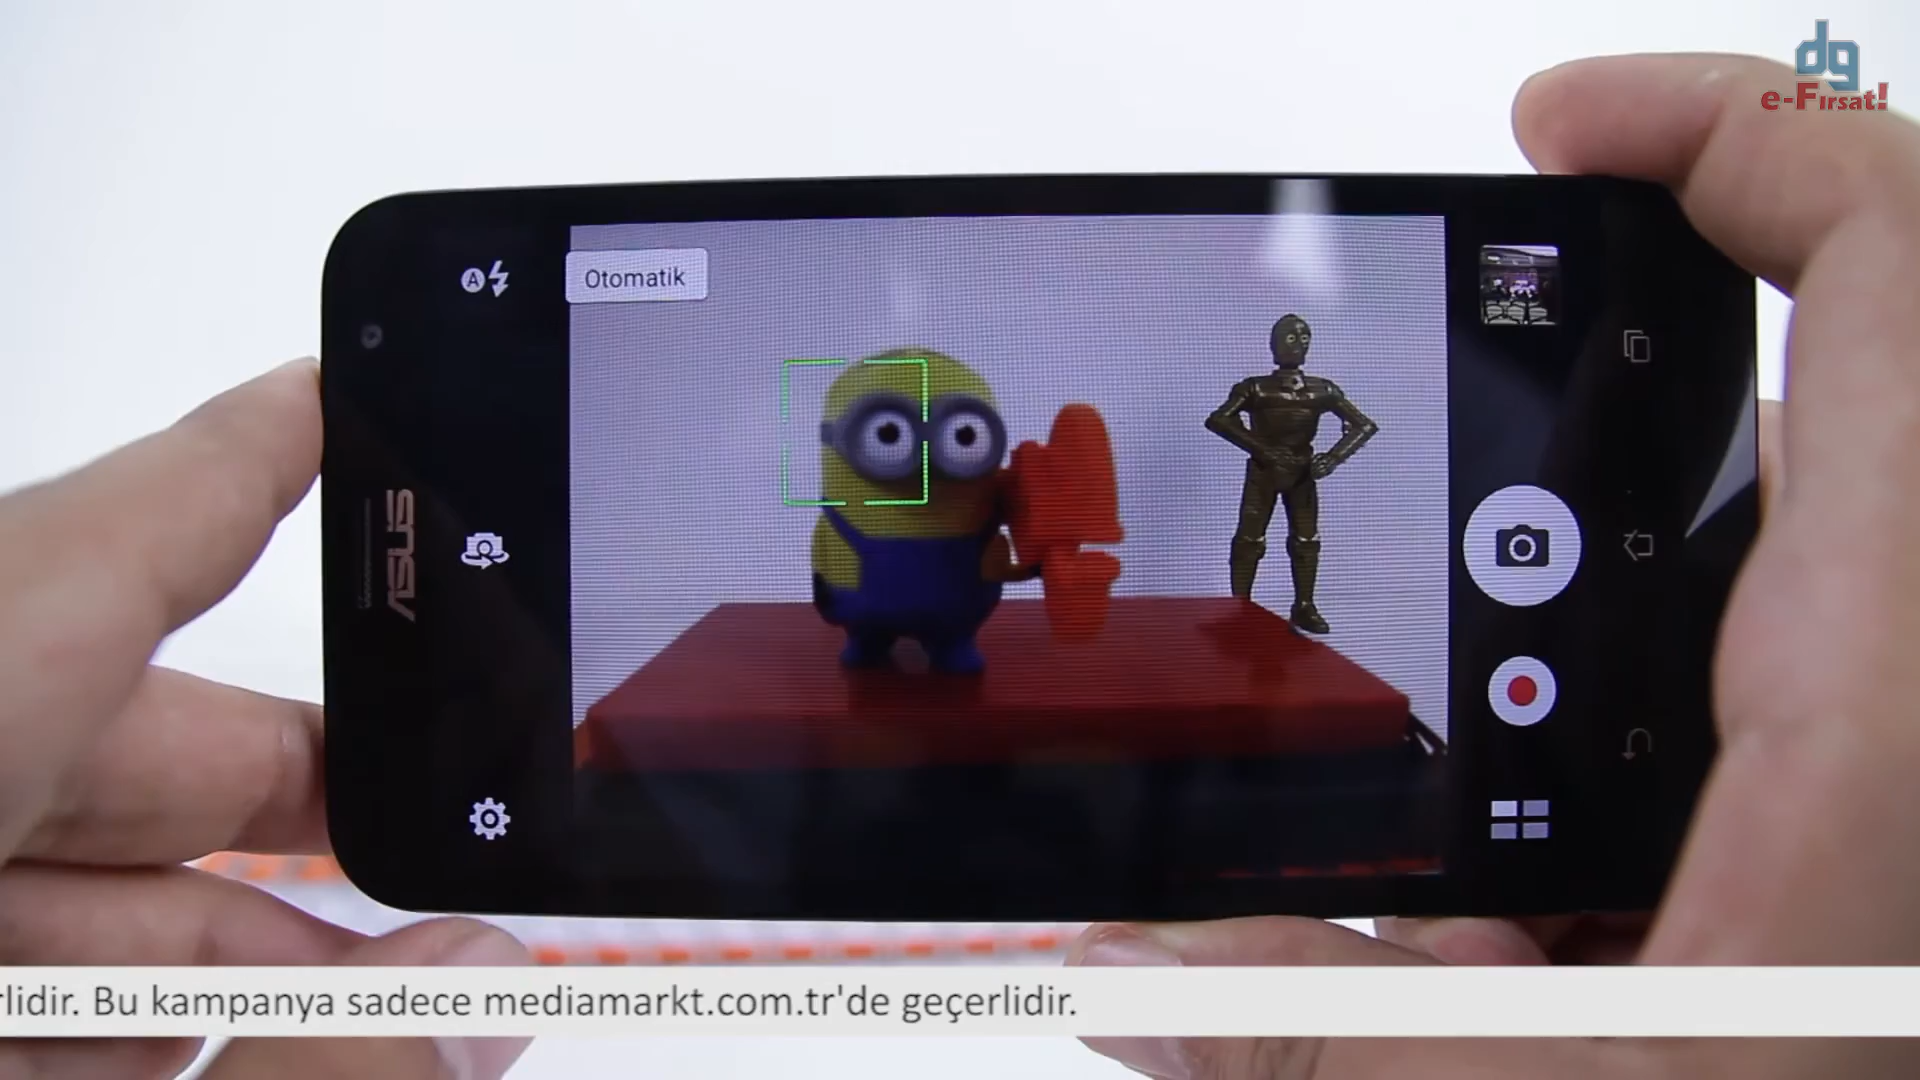 dg
e-Fırsat!
A
Otomatik
ASUS
rlidir. Bu kampanya sadece mediamarkt.com.tr'de geçerlidir.